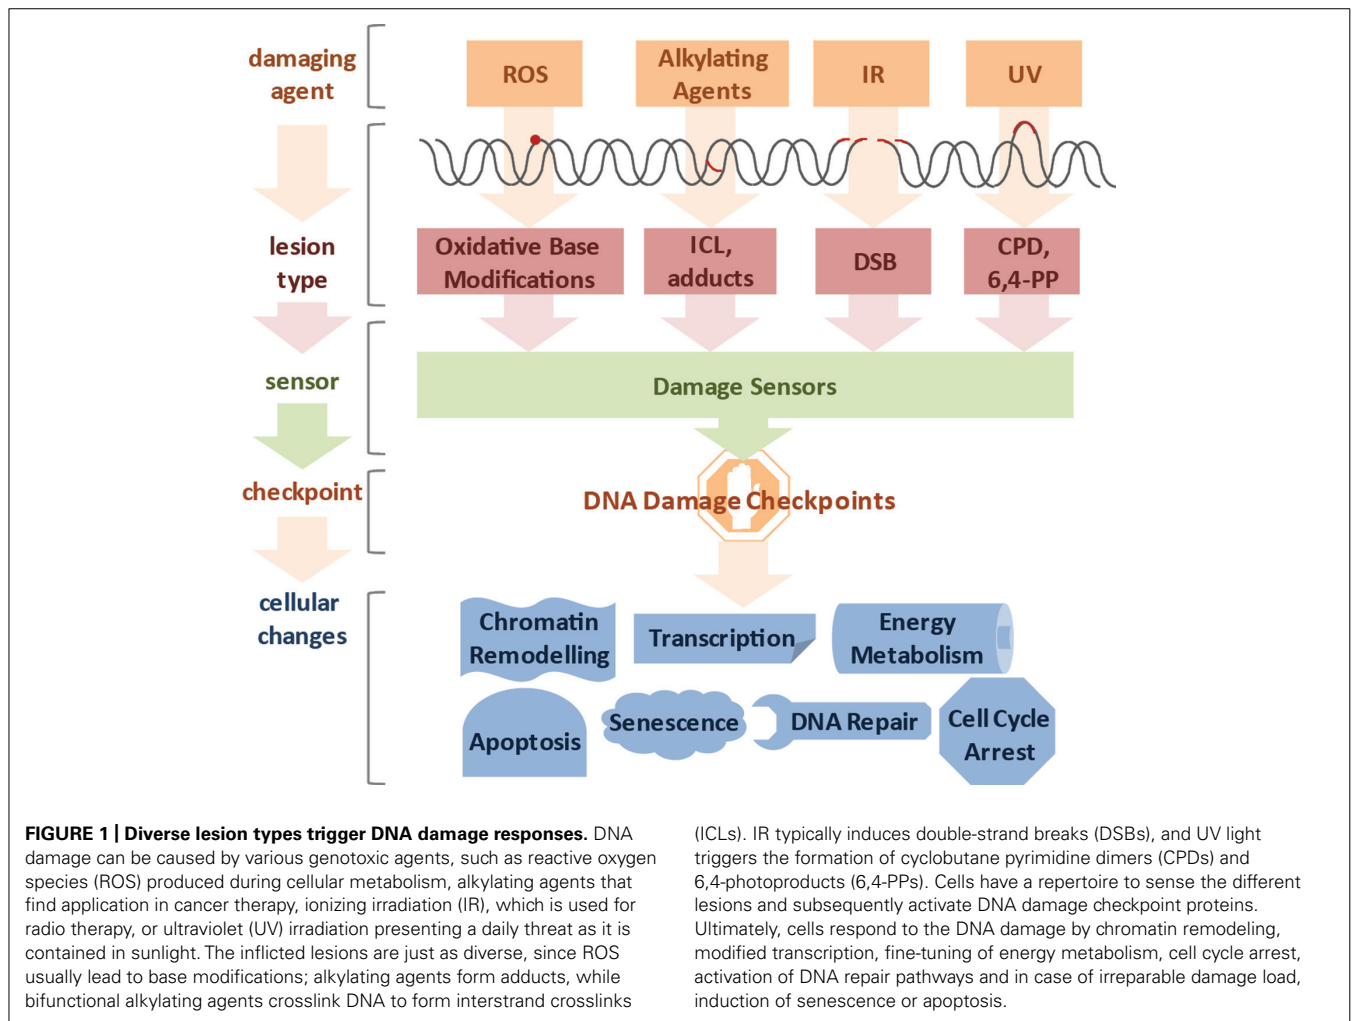 damaging
agent
ROS
Alkylating
Agents
IR
UV
lesion
type
Oxidative Base
Modifications
ICL,
adducts
DSB
CPD,
6,4-PP
sensor
Damage Sensors
checkpoint
DNA Damage Checkpoints
cellular
changes
Chromatin
Remodelling
Transcription
Energy
Metabolism
Apoptosis
Senescence
DNA Repair
Cell Cycle
Arrest
FIGURE 1 | Diverse lesion types trigger DNA damage responses. DNA
damage can be caused by various genotoxic agents, such as reactive oxygen
species (ROS) produced during cellular metabolism, alkylating agents that
find application in cancer therapy, ionizing irradiation (IR), which is used for
radio therapy, or ultraviolet (UV) irradiation presenting a daily threat as it is
contained in sunlight. The inflicted lesions are just as diverse, since ROS
usually lead to base modifications; alkylating agents form adducts, while
bifunctional alkylating agents crosslink DNA to form interstrand crosslinks
(ICLs). IR typically induces double-strand breaks (DSBs), and UV light
triggers the formation of cyclobutane pyrimidine dimers (CPDs) and
6,4-photoproducts (6,4-PPs). Cells have a repertoire to sense the different
lesions and subsequently activate DNA damage checkpoint proteins.
Ultimately, cells respond to the DNA damage by chromatin remodeling,
modified transcription, fine-tuning of energy metabolism, cell cycle arrest,
activation of DNA repair pathways and in case of irreparable damage load,
induction of senescence or apoptosis.